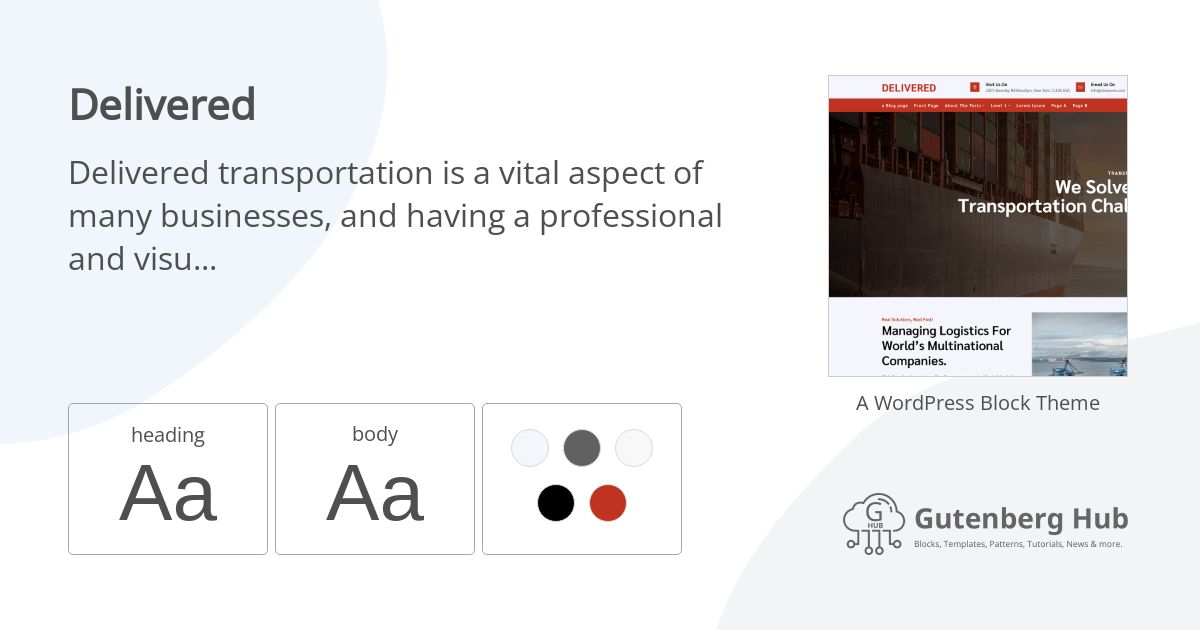 Delivered
Delivered transportation is a vital aspect of
many businesses, and having a professional
and visu...
heading
Aa
body
Aa
DELIVERED
Visit Us On
Email Us On
e Blog page Front Page About The Tests Level 1 Lorem Ipsum Page A Page B
TRANS
We Solve
Transportation Chal
Real Solutions, Real Fast!
Managing Logistics For
World's Multinational
Companies.
A WordPress Block Theme
G
HUB
Gutenberg Hub
Blocks, Templates, Patterns, Tutorials, News & more.